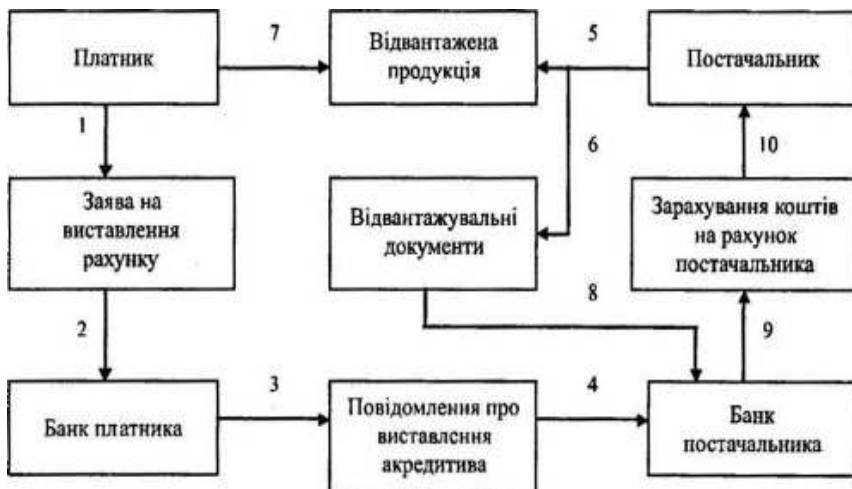 Платник
7
Відвантажена
продукція
5
Постачальник
1
6
10
Заява на
виставлення
рахунку
Відвантажувальні
документи
Зарахування коштів
на рахунок
постачальника
2
8
9
3
4
Банк платника
Повідомлення про
виставлення
акредитива
Банк
постачальника